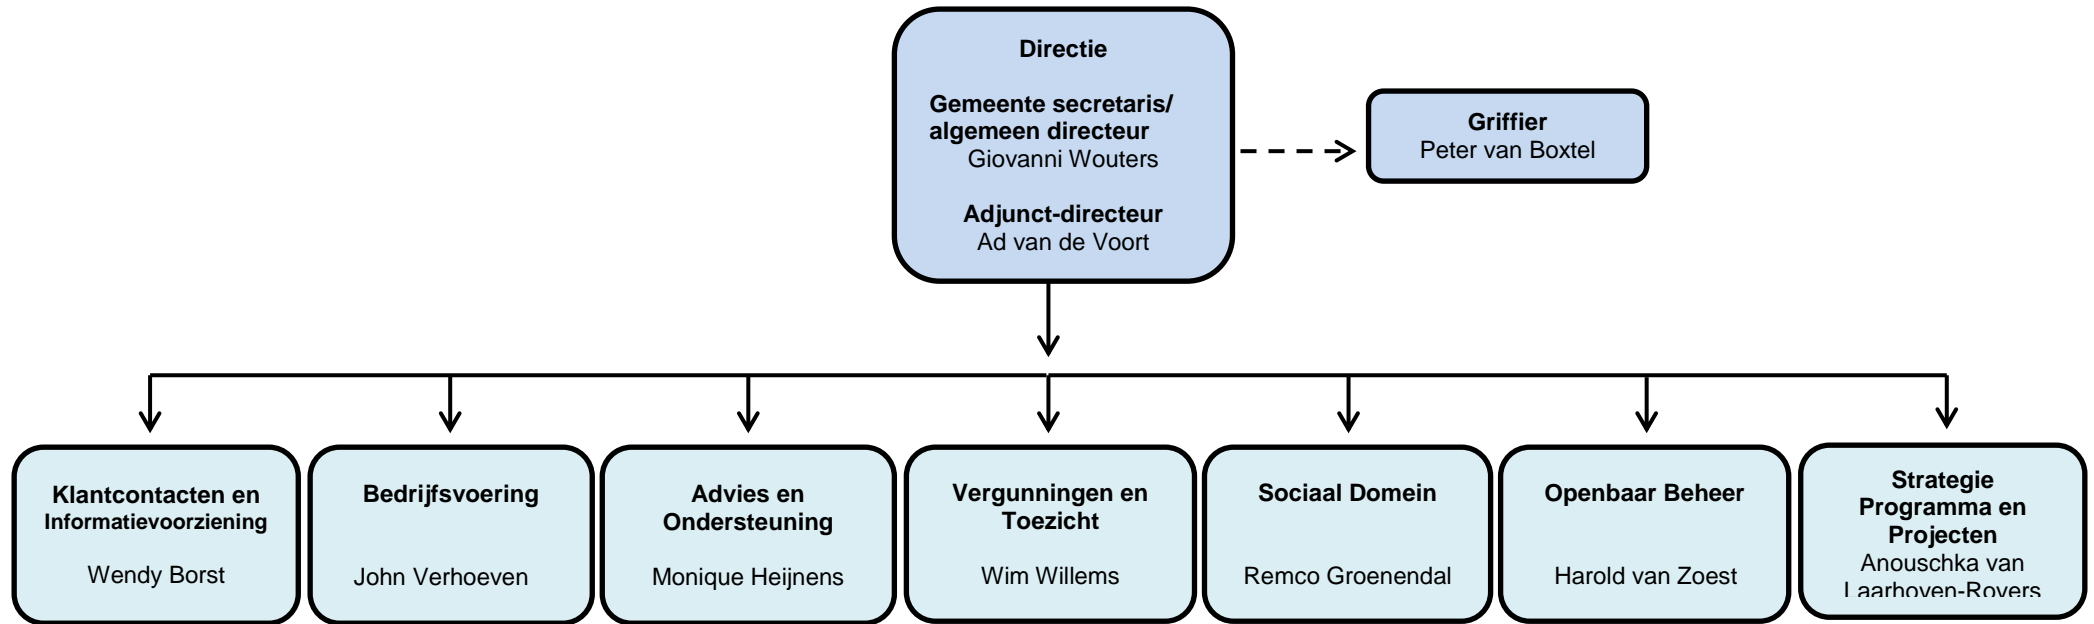 Directie
Gemeente secretaris/
algemeen directeur
Giovanni Wouters
Adjunct-directeur
Ad van de Voort
Griffier
Peter van Boxtel
Klantcontacten en
Informatievoorziening
Wendy Borst
Bedrijfsvoering
John Verhoeven
Advies en
Ondersteuning
Monique Heijnens
Vergunningen en
Toezicht
Wim Willems
Sociaal Domein
Remco Groenendal
Openbaar Beheer
Harold van Zoest
Strategie
Programma en
Projecten
Anouschka van
Laarhoven-Rovers